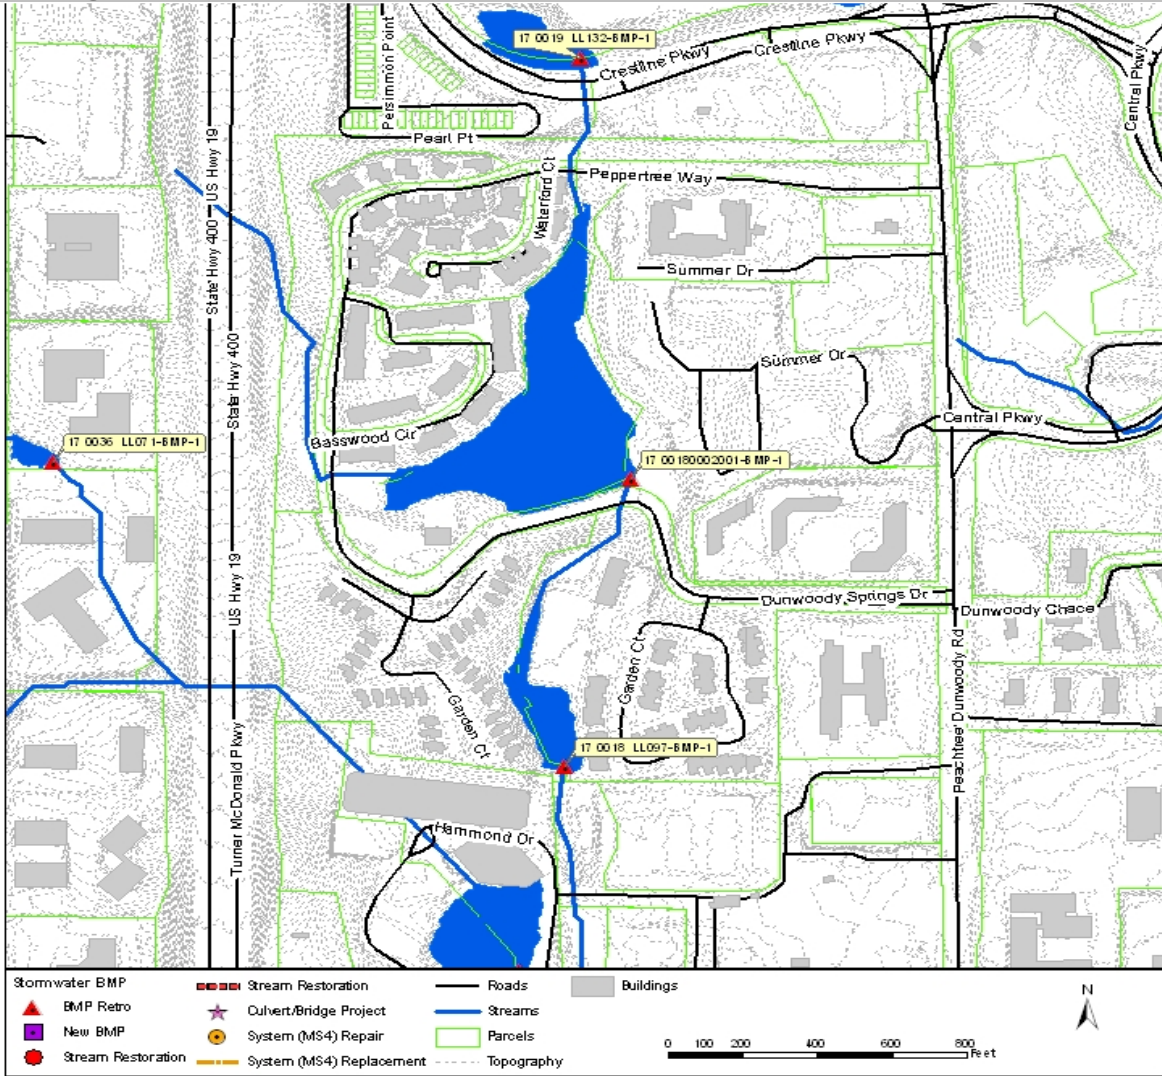 17 0019 LL132-BMP-1
Crestline Pkwy
Crestline Pkwy
Central Pkwy
Persimmon Point
Pearl Pt
US Hwy 19
State Hwy 400
Waterford Ct
Peppertree Way
Summer Dr
State Hwy 400
Summer Dr
Central Pkwy
Basswood Cir
17 0036 LL071-BMP-1
17 00180002001-BMP-1
US Hwy 19
Dunwoody Springs Dr
Dunwoody Chace
Garden Ct
Garden Ct
Peachtree Dunwoody Rd
17 0018 LL097-BMP-1
Turner McDonald Pkwy
Hammond Dr
Stormwater BMP
BMP Retro
New BMP
Stream Restoration
Stream Restoration
Culvert/Bridge Project
System (MS4) Repair
System (MS4) Replacement
Roads
Streams
Parcels
Topography
Buildings
N
0 100 200 400 600 800
Feet